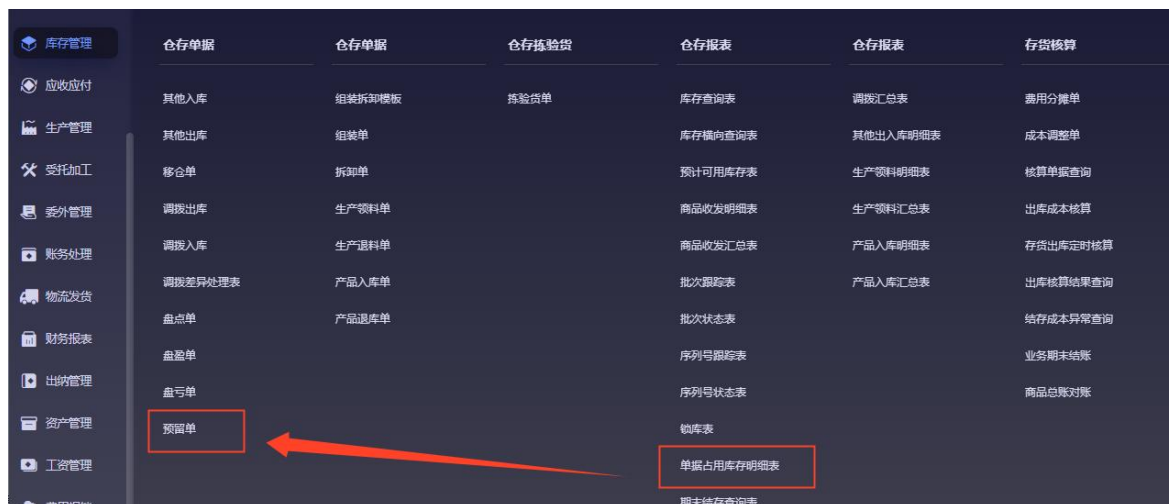 库存管理
应收应付
生产管理
受托加工
委外管理
账务处理
物流发货
财务报表
出纳管理
资产管理
工资管理
仓存单据
其他入库
其他出库
移仓单
调拨出库
调拨入库
调拨差异处理表
盘点单
盘盈单
盘亏单
预留单
仓存单据
组装拆卸模板
组装单
拆卸单
生产领料单
生产退料单
产品入库单
产品退库单
仓存拣验货
拣验货单
仓存报表
库存查询表
库存横向查询表
预计可用库存表
商品收发明细表
商品收发汇总表
批次跟踪表
批次状态表
序列号跟踪表
序列号状态表
锁库表
单据占用库存明细表
期末结存查询表
仓存报表
调拨汇总表
其他出入库明细表
生产领料明细表
生产领料汇总表
产品入库明细表
产品入库汇总表
存货核算
费用分摊单
成本调整单
核算单据查询
出库成本核算
存货出库定时核算
出库核算结果查询
结存成本异常查询
业务期末结账
商品总账对账